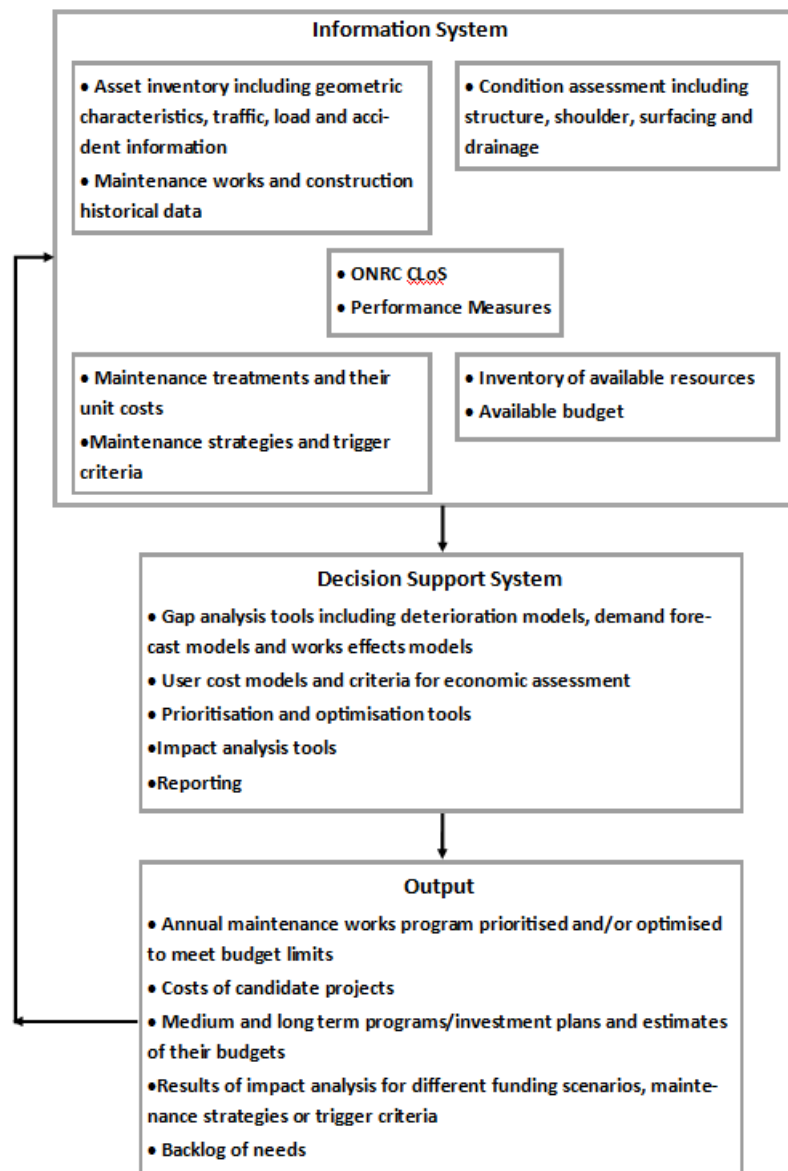 Information System
• Asset inventory including geometric
characteristics, traffic, load and acci-
dent information
• Maintenance works and construction
historical data
• Condition assessment including
structure, shoulder, surfacing and
drainage
• ONRC CLoS
• Performance Measures
• Maintenance treatments and their
unit costs
•Maintenance strategies and trigger
criteria
• Inventory of available resources
• Available budget
Decision Support System
• Gap analysis tools including deterioration models, demand fore-
cast models and works effects models
• User cost models and criteria for economic assessment
• Prioritisation and optimisation tools
•Impact analysis tools
•Reporting
Output
• Annual maintenance works program prioritised and/or optimised
to meet budget limits
• Costs of candidate projects
• Medium and long term programs/investment plans and estimates
of their budgets
•Results of impact analysis for different funding scenarios, mainte-
nance strategies or trigger criteria
• Backlog of needs